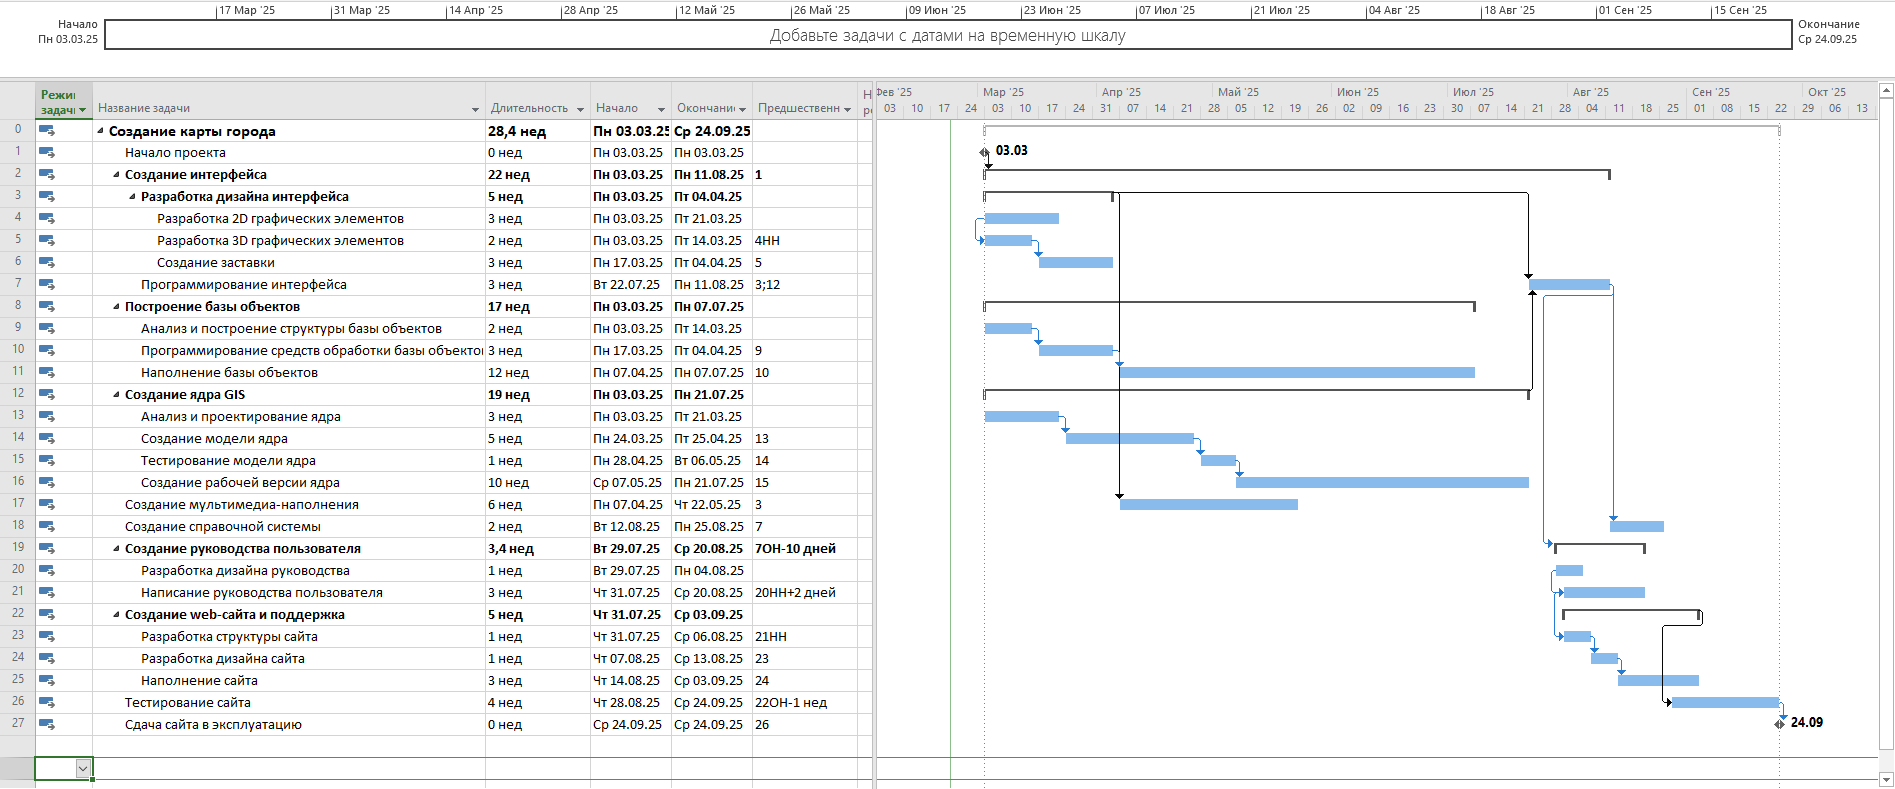 17 Мар '25 31 Мар '25 14 Апр '25 28 Апр '25 12 Май '25 26 Май '25 09 Июн '25 23 Июн '25 07 Июл '25 21 Июл '25 04 Авг '25 18 Авг '25 01 Сен '25 15 Сен '25
Начало
Пн 03.03.25
Добавьте задачи с датами на временную шкалу
Окончание
Ср 24.09.25
Режи задач Название задачи Длительность Начало Окончани Предшественн Н р
Фев '25 Мар '25 Апр '25 Май '25 Июн '25 Июл '25 Авг '25 Сен '25 Окт '25
03 10 17 24 03 10 17 24 31 07 14 21 28 05 12 19 26 02 09 16 23 30 07 14 21 28 04 11 18 25 01 08 15 22 29 06 13
0 Создание карты города 28,4 нед Пн 03.03.25 Ср 24.09.25
1 Начало проекта 0 нед Пн 03.03.25 Пн 03.03.25 03.03
2 Создание интерфейса 22 нед Пн 03.03.25 Пн 11.08.25 1
3 Разработка дизайна интерфейса 5 нед Пн 03.03.25 Пт 04.04.25
4 Разработка 2D графических элементов 3 нед Пн 03.03.25 Пт 21.03.25
5 Разработка 3D графических элементов 2 нед Пн 03.03.25 Пт 14.03.25 4НН
6 Создание заставки 3 нед Пн 17.03.25 Пт 04.04.25 5
7 Программирование интерфейса 3 нед Вт 22.07.25 Пн 11.08.25 3;12
8 Построение базы объектов 17 нед Пн 03.03.25 Пн 07.07.25
9 Анализ и построение структуры базы объектов 2 нед Пн 03.03.25 Пт 14.03.25
10 Программирование средств обработки базы объекто 3 нед Пн 17.03.25 Пт 04.04.25 9
11 Наполнение базы объектов 12 нед Пн 07.04.25 Пн 07.07.25 10
12 Создание ядра GIS 19 нед Пн 03.03.25 Пн 21.07.25
13 Анализ и проектирование ядра 3 нед Пн 03.03.25 Пт 21.03.25
14 Создание модели ядра 5 нед Пн 24.03.25 Пт 25.04.25 13
15 Тестирование модели ядра 1 нед Пн 28.04.25 Вт 06.05.25 14
16 Создание рабочей версии ядра 10 нед Ср 07.05.25 Пн 21.07.25 15
17 Создание мультимедиа-наполнения 6 нед Пн 07.04.25 Чт 22.05.25 3
18 Создание справочной системы 2 нед Вт 12.08.25 Пн 25.08.25 7
19 Создание руководства пользователя 3,4 нед Вт 29.07.25 Ср 20.08.25 7ОН-10 дней
20 Разработка дизайна руководства 1 нед Вт 29.07.25 Пн 04.08.25
21 Написание руководства пользователя 3 нед Чт 31.07.25 Ср 20.08.25 20НН+2 дней
22 Создание web-сайта и поддержка 5 нед Чт 31.07.25 Ср 03.09.25
23 Разработка структуры сайта 1 нед Чт 31.07.25 Ср 06.08.25 21НН
24 Разработка дизайна сайта 1 нед Чт 07.08.25 Ср 13.08.25 23
25 Наполнение сайта 3 нед Чт 14.08.25 Ср 03.09.25 24
26 Тестирование сайта 4 нед Чт 28.08.25 Ср 24.09.25 22ОН-1 нед
27 Сдача сайта в эксплуатацию 0 нед Ср 24.09.25 Ср 24.09.25 26 24.09